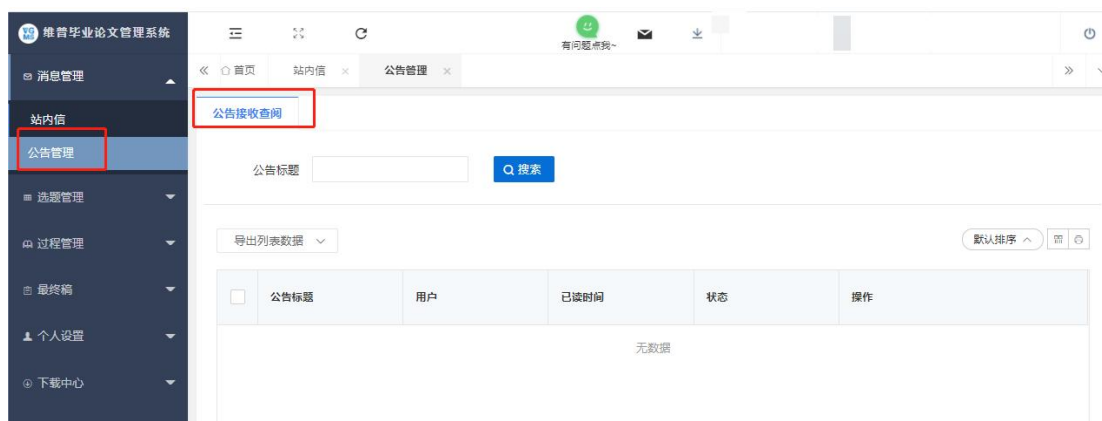 维普毕业论文管理系统
有问题点我~
消息管理
首页 站内信 公告管理
站内信
公告管理
选题管理
过程管理
最终稿
个人设置
下载中心
公告接收查阅
公告标题 搜索
导出列表数据 默认排序
公告标题 用户 已读时间 状态 操作
无数据